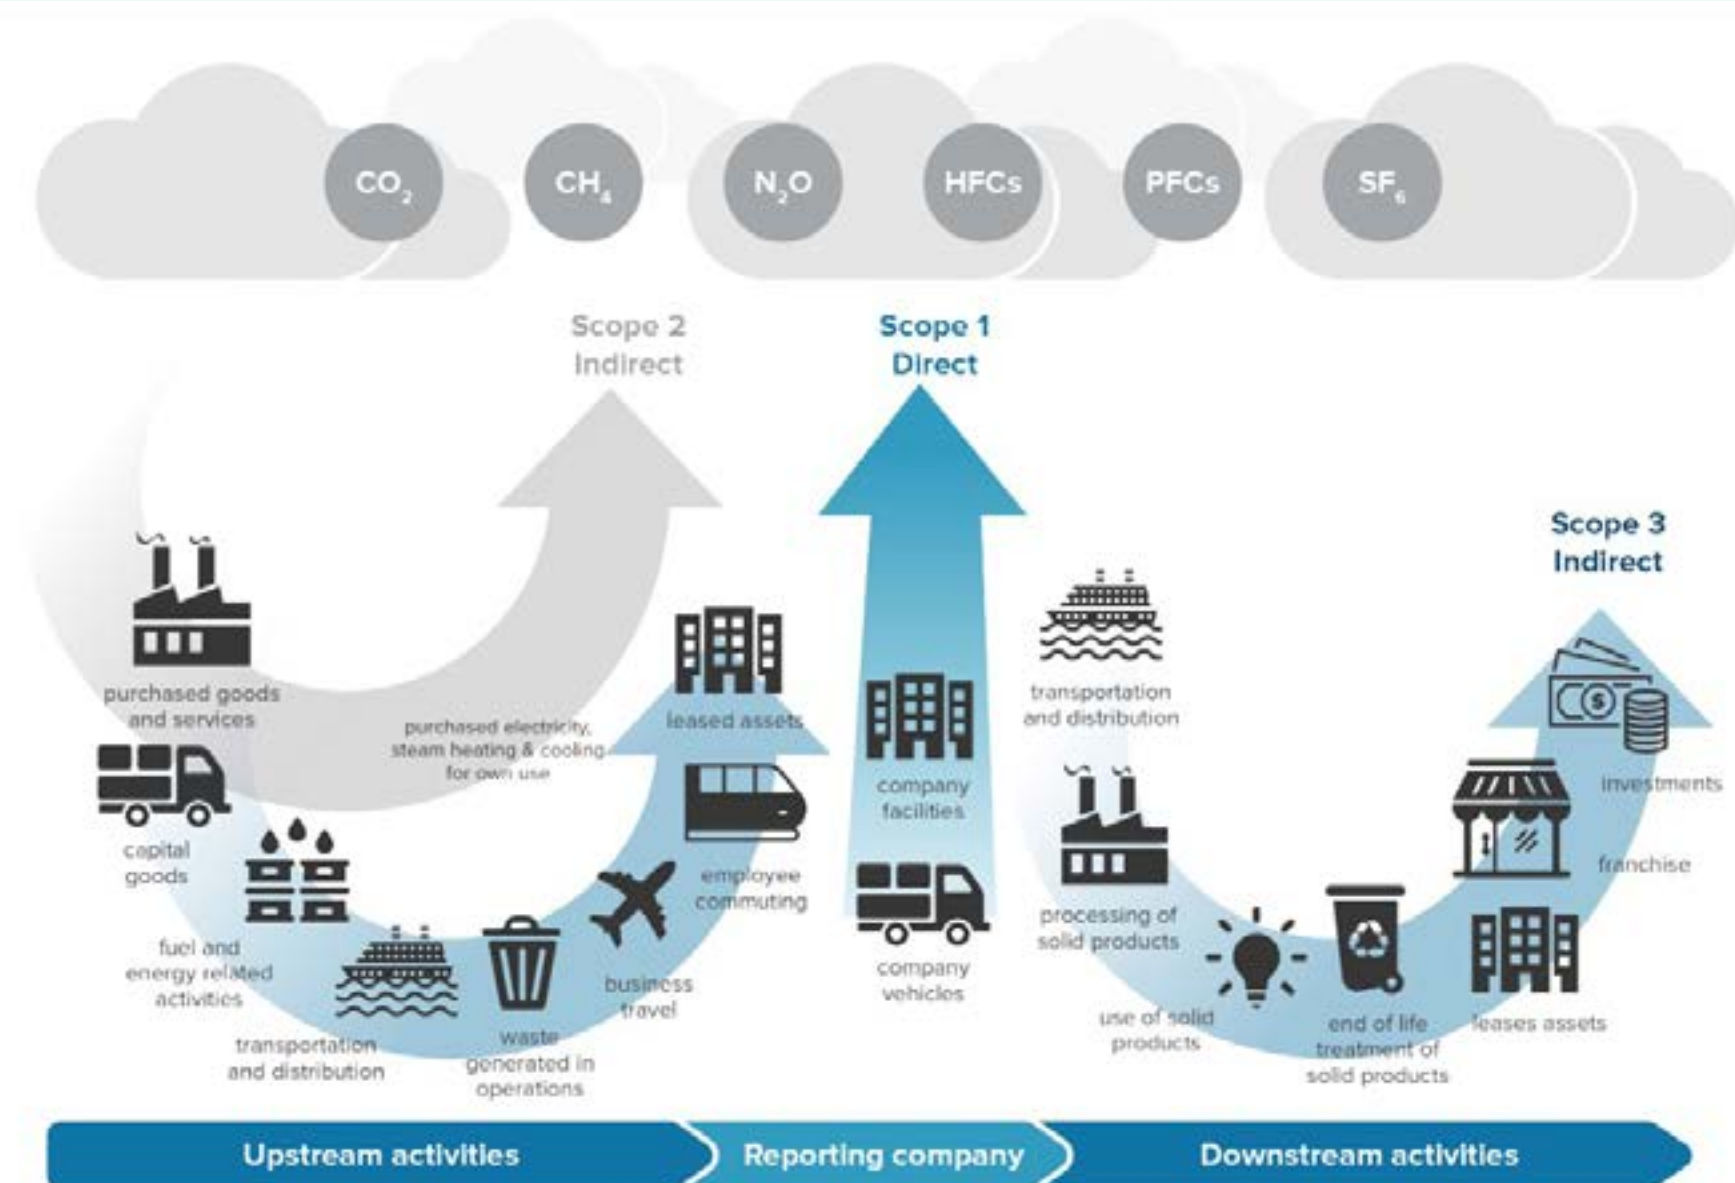 CO₂
CH₄
N₂O
HFCs
PFCs
SF₆
Scope 2
Indirect
Scope 1
Direct
Scope 3
Indirect
purchased goods
and services
purchased electricity,
steam heating & cooling
for own use
leased assets
capital
goods
employee
commuting
fuel and
energy related
activities
business
travel
transportation
and distribution
waste
generated in
operations
company
facilities
company
vehicles
transportation
and distribution
processing of
solid products
use of solid
products
end of life
treatment of
solid products
leases assets
franchise
investments
Upstream activities
Reporting company
Downstream activities